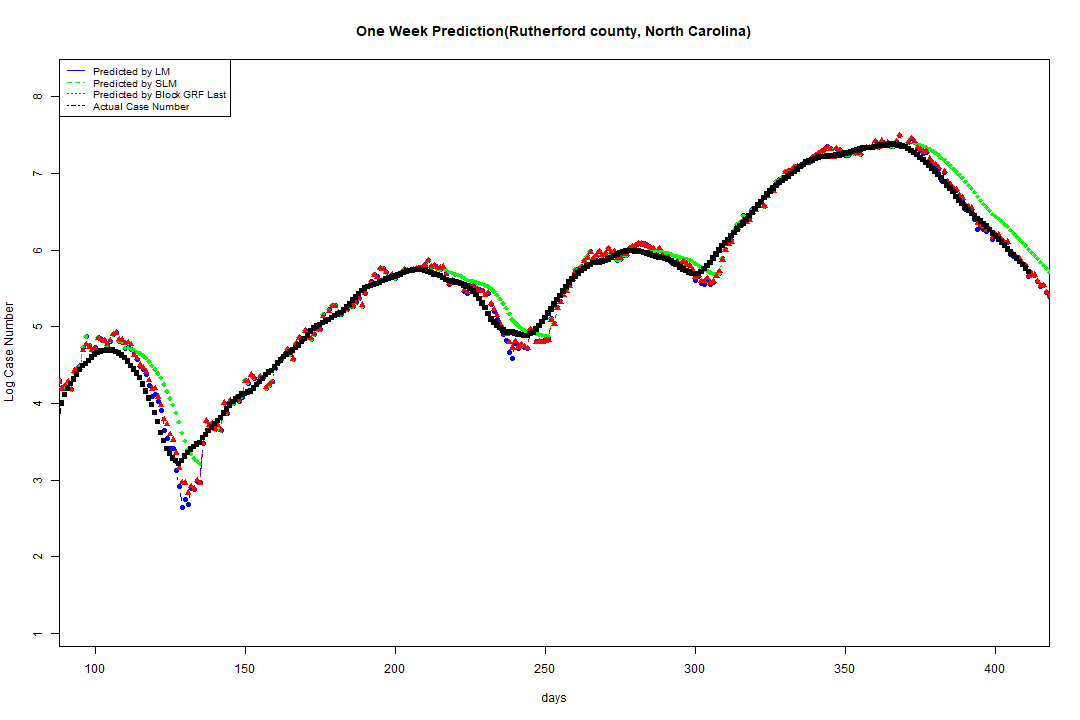 One Week Prediction(Rutherford county, North Carolina)
Predicted by LM
Predicted by SLM
Predicted by Block GRF Last
Actual Case Number
8
7
6
5
4
3
2
1
Log Case Number
100 150 200 250 300 350 400
days